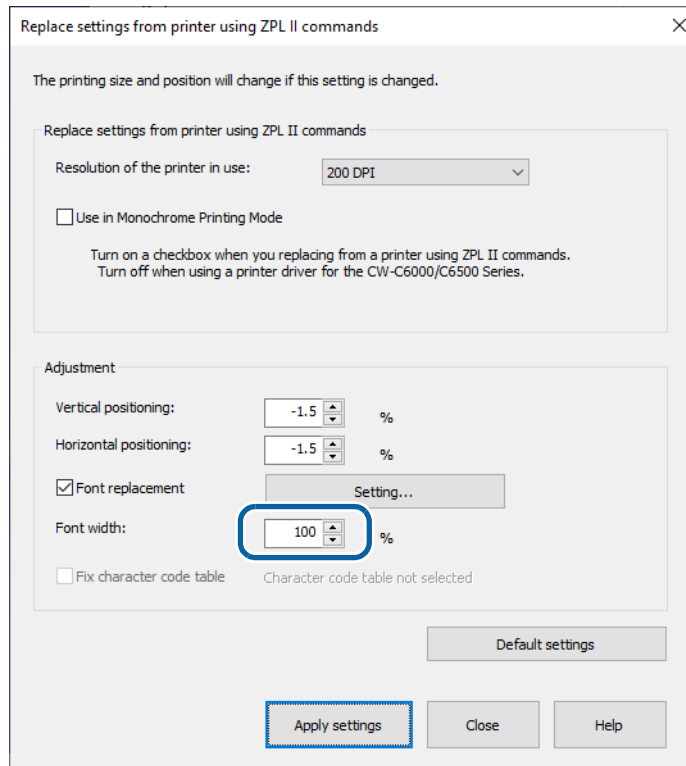 Replace settings from printer using ZPL II commands
The printing size and position will change if this setting is changed.
Replace settings from printer using ZPL II commands
Resolution of the printer in use: 200 DPI
Use in Monochrome Printing Mode
Turn on a checkbox when you replacing from a printer using ZPL II commands.
Turn off when using a printer driver for the CW-C6000/C6500 Series.
Adjustment
Vertical positioning: -1.5 %
Horizontal positioning: -1.5 %
Font replacement Setting...
Font width: 100 %
Fix character code table Character code table not selected
Default settings
Apply settings Close Help